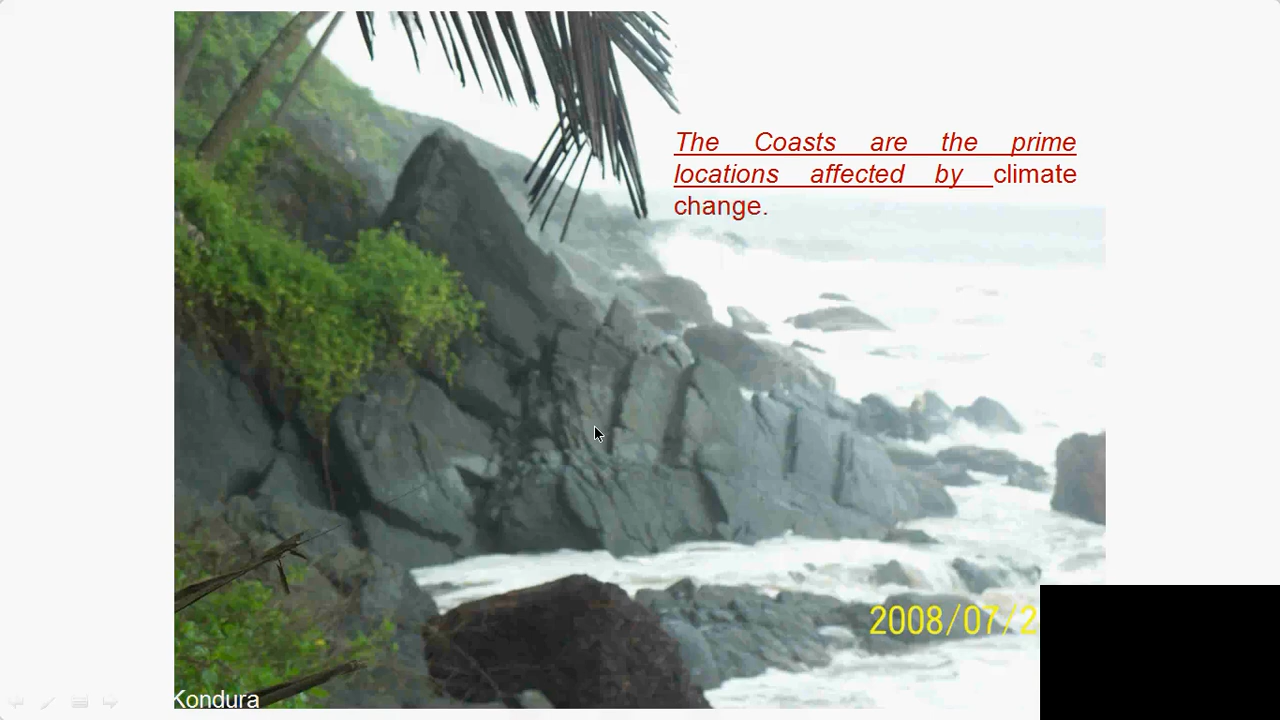 The Coasts are the prime
locations affected by climate
change.
2008/07/2
Kondura